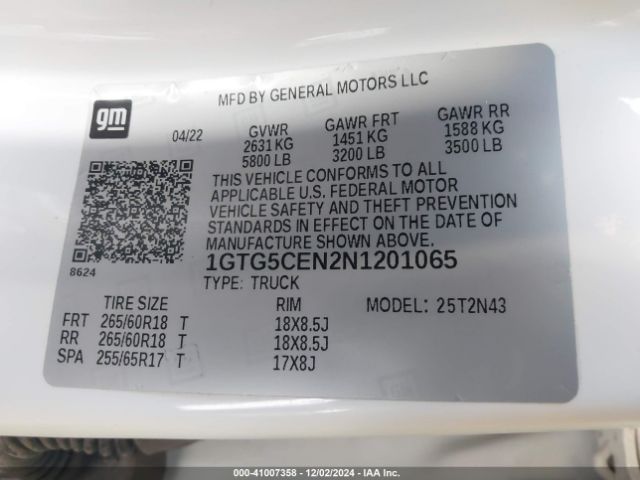 MFD BY GENERAL MOTORS LLC
gm
04/22
GVWR GAWR FRT GAWR RR
2631 KG 1451 KG 1588 KG
5800 LB 3200 LB 3500 LB
THIS VEHICLE CONFORMS TO ALL
APPLICABLE U.S. FEDERAL MOTOR
VEHICLE SAFETY AND THEFT PREVENTION
STANDARDS IN EFFECT ON THE DATE OF
MANUFACTURE SHOWN ABOVE.
8624
1GTG5CEN2N1201065
TYPE: TRUCK
TIRE SIZE RIM MODEL: 25T2N43
FRT 265/60R18 T 18X8.5J
RR 265/60R18 T 18X8.5J
SPA 255/65R17 T 17X8J
000-41007358 - 12/02/2024 - IAA Inc.